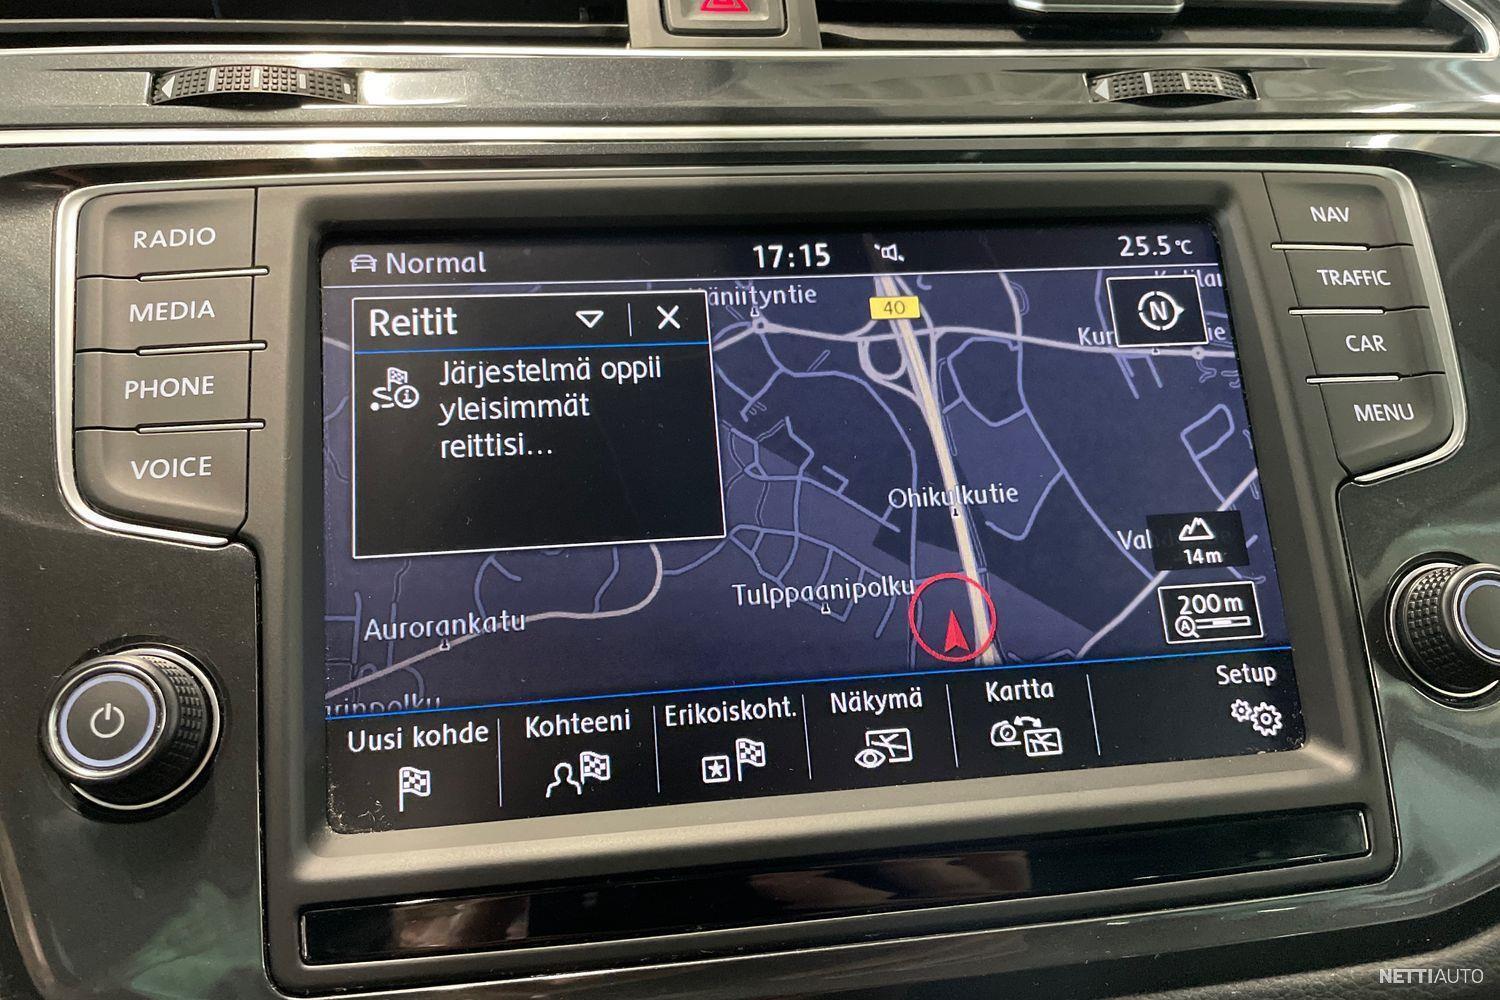 RADIO
MEDIA
PHONE
VOICE
NAV
TRAFFIC
CAR
MENU
Normal
17:15
25.5°C
Reitit
Järjestelmä oppii
yleisimmät
reittisi...
40
N
Ohikulkutie
14m
Tulppaanipolku
200m
A
Aurorankatu
Uusi kohde
Kohteeni
Erikoiskoht.
Näkymä
Kartta
Setup
NETTIAUTO